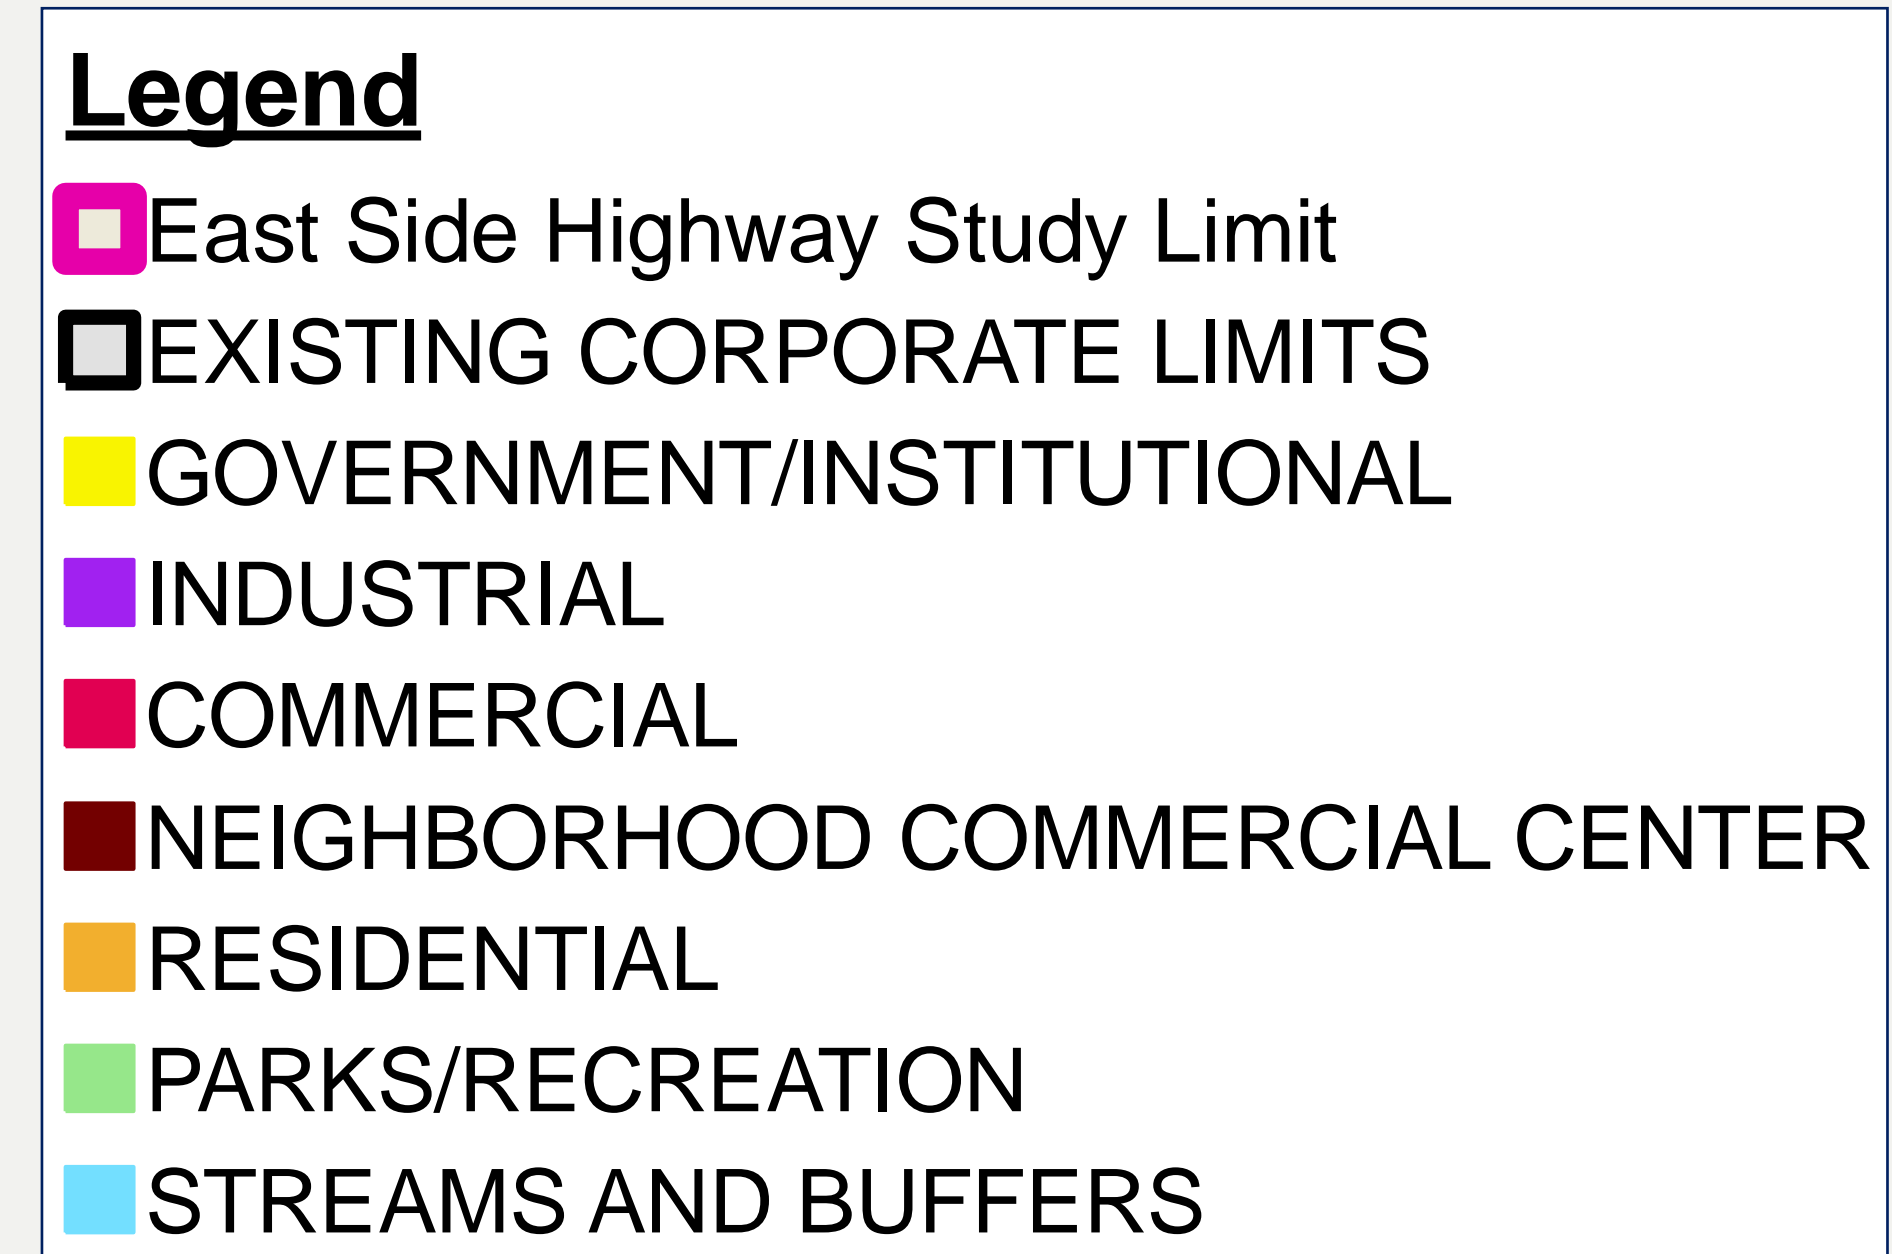 Legend
East Side Highway Study Limit
EXISTING CORPORATE LIMITS
GOVERNMENT/INSTITUTIONAL
INDUSTRIAL
COMMERCIAL
NEIGHBORHOOD COMMERCIAL CENTER
RESIDENTIAL
PARKS/RECREATION
STREAMS AND BUFFERS